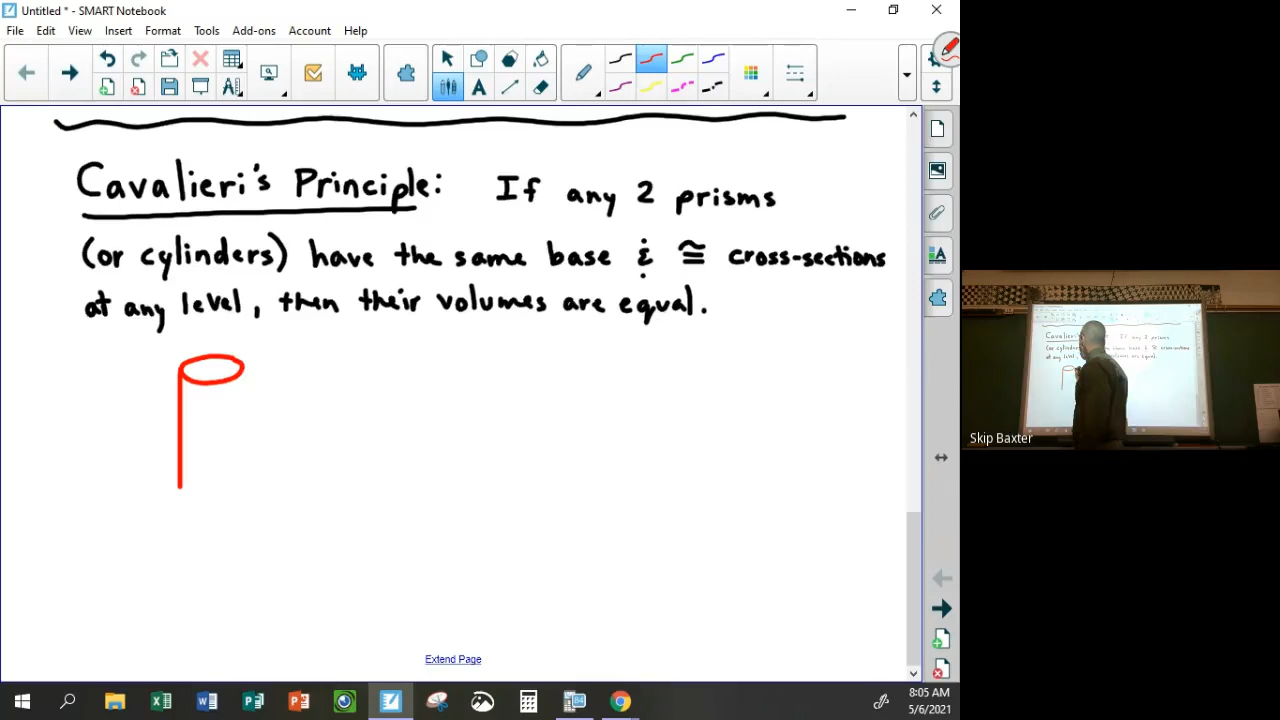 Untitled * - SMART Notebook
File Edit View Insert Format Tools Add-ons Account Help
Cavalieri's Principle: If any 2 prisms
(or cylinders) have the same base & ≅ cross-sections
at any level, then their volumes are equal.
Skip Baxter
Extend Page
8:05 AM
5/6/2021